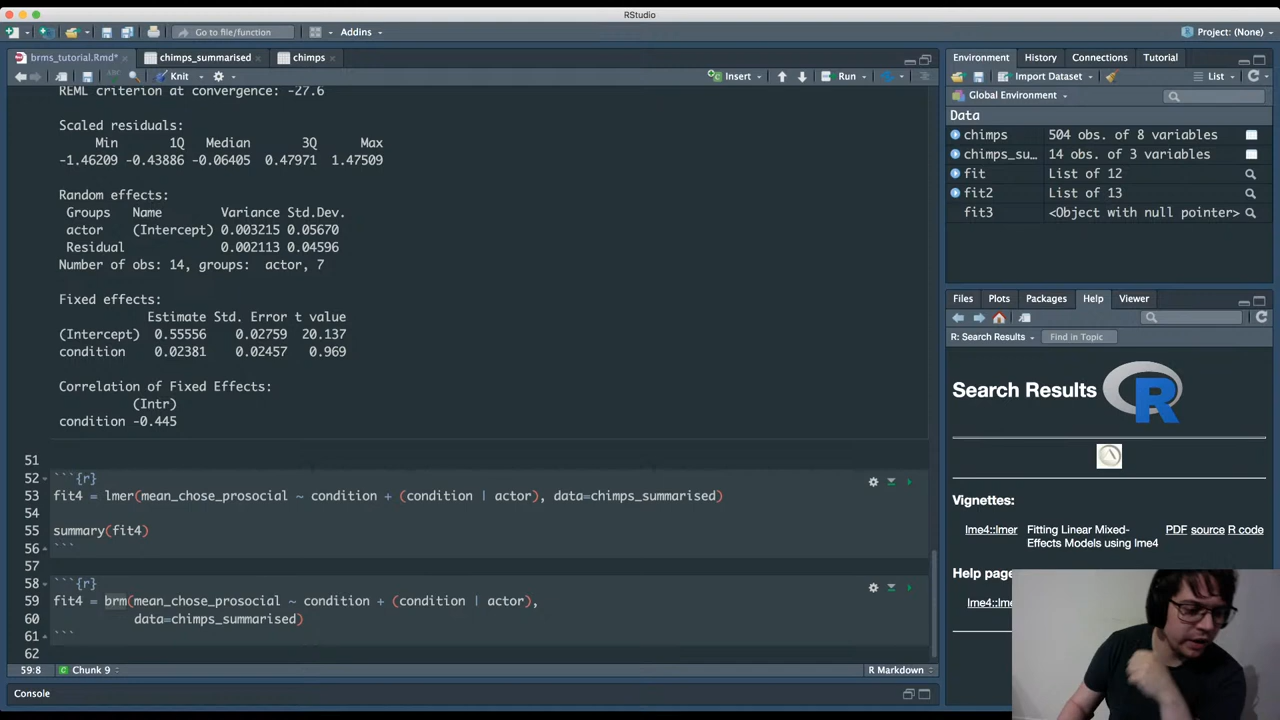 RStudio
Go to file/function
Addins
Project: (None)
brms_tutorial.Rmd*
chimps_summarised
chimps
Knit
Insert
Run
REML criterion at convergence: -27.6
Scaled residuals:
Min 1Q Median 3Q Max
-1.46209 -0.43886 -0.06405 0.47971 1.47509
Random effects:
Groups Name Variance Std.Dev.
actor (Intercept) 0.003215 0.05670
Residual 0.002113 0.04596
Number of obs: 14, groups: actor, 7
Fixed effects:
Estimate Std. Error t value
(Intercept) 0.55556 0.02759 20.137
condition 0.02381 0.02457 0.969
Correlation of Fixed Effects:
(Intr)
condition -0.445
51
52 ```{r}
53 fit4 = lmer(mean_chose_prosocial ~ condition + (condition | actor), data=chimps_summarised)
54
55 summary(fit4)
56 ```
57
58 ```{r}
59 fit4 = brm(mean_chose_prosocial ~ condition + (condition | actor),
60 data=chimps_summarised)
61 ```
62
59:8 Chunk 9 R Markdown
Console
Environment History Connections Tutorial
Import Dataset List
Global Environment
Data
chimps 504 obs. of 8 variables
chimps_su… 14 obs. of 3 variables
fit List of 12
fit2 List of 13
fit3 <Object with null pointer>
Files Plots Packages Help Viewer
R: Search Results Find in Topic
Search Results R
Vignettes:
lme4::lmer Fitting Linear Mixed- PDF source R code
Effects Models using lme4
Help page